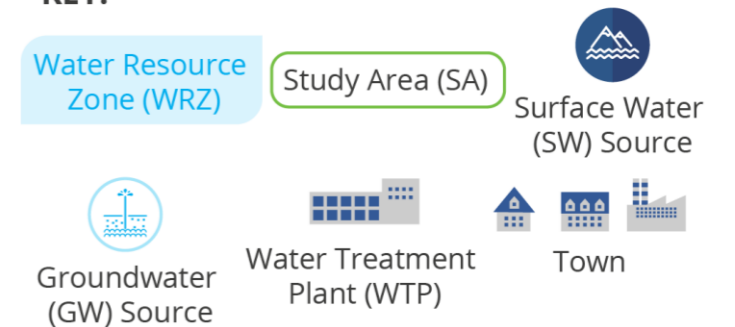 KEY:
Water Resource
Zone (WRZ)
Study Area (SA)
Surface Water
(SW) Source
Groundwater
(GW) Source
Water Treatment
Plant (WTP)
Town